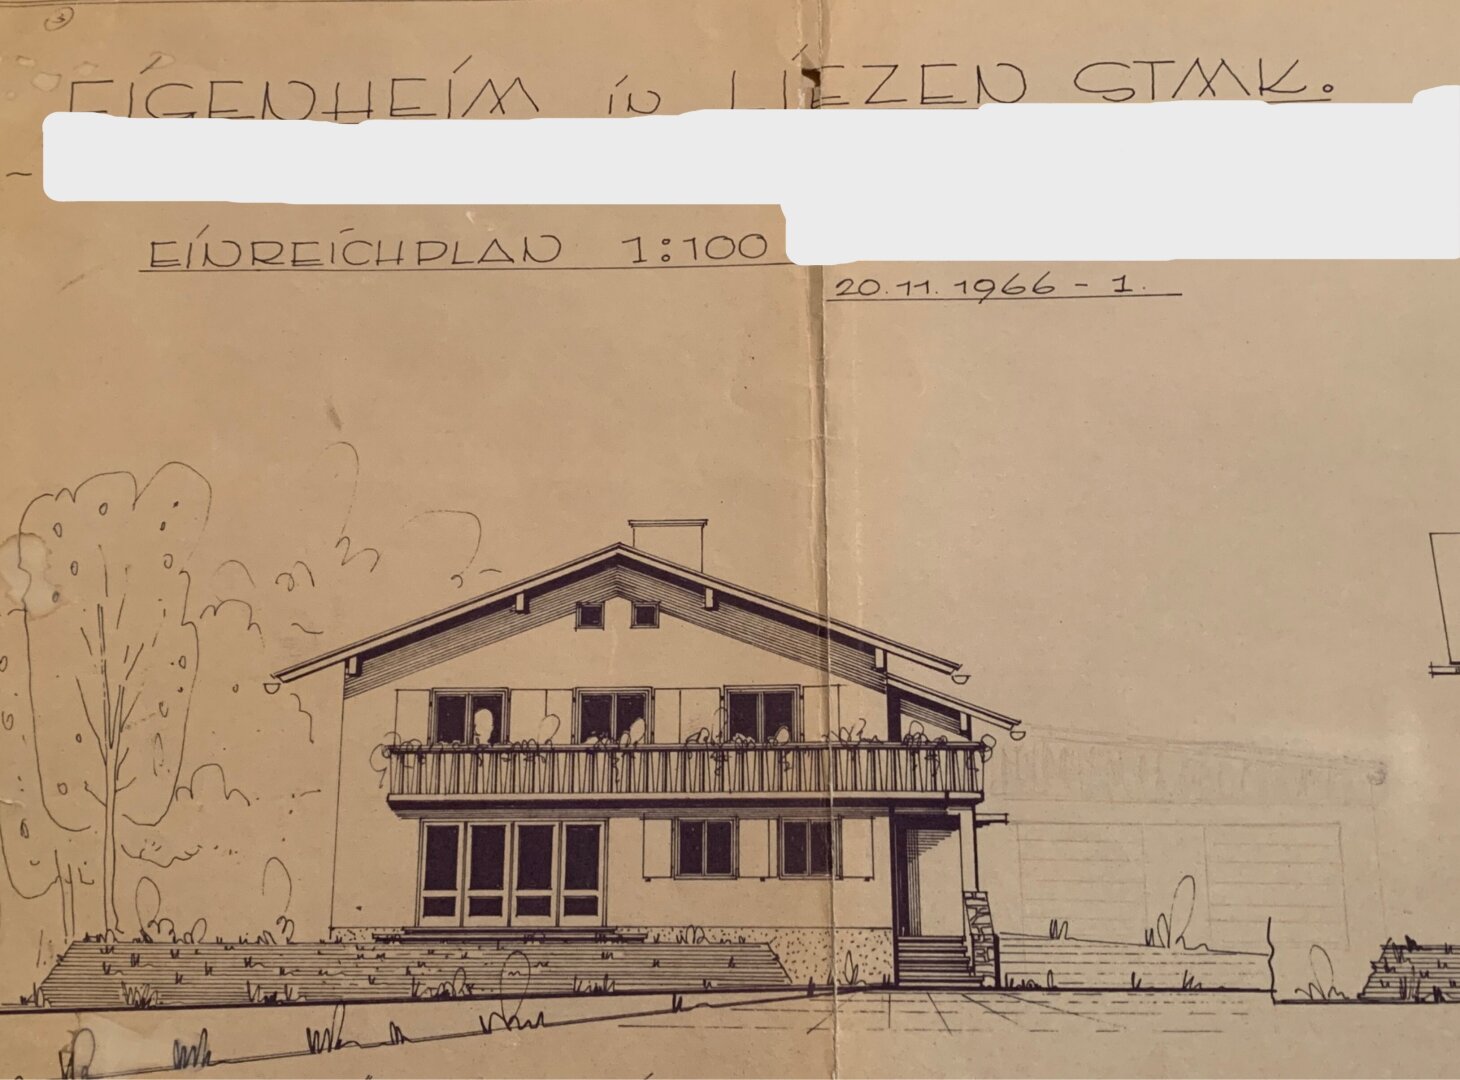 EIGENHEIM in LIEZEN STMK.
EINREICHPLAN 1:100
20.11.1966 - 1.